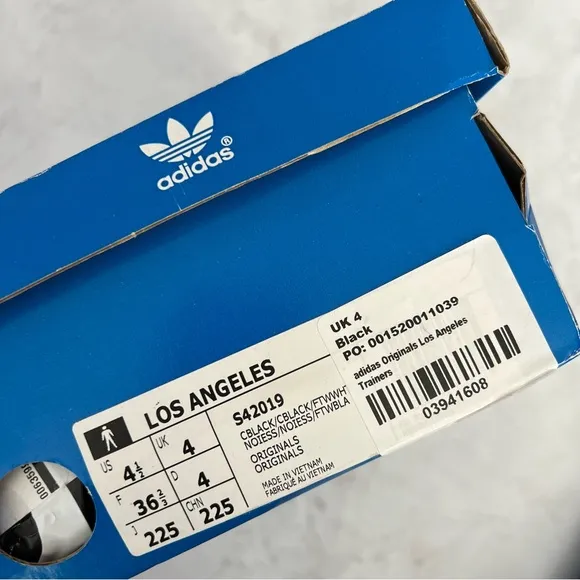 adidas®
LOS ANGELES
US 4½
UK 4
F 36⅔
D 4
J 225
CHN 225
S42019
CBLACK/CBLACK/FTWWHT
NOIESS/NOIESS/FTWBLA
ORIGINALS
ORIGINALS
MADE IN VIETNAM
FABRIQUÉ AU VIETNAM
UK 4
Black
PO: 001520011039
adidas Originals Los Angeles
Trainers
03941608